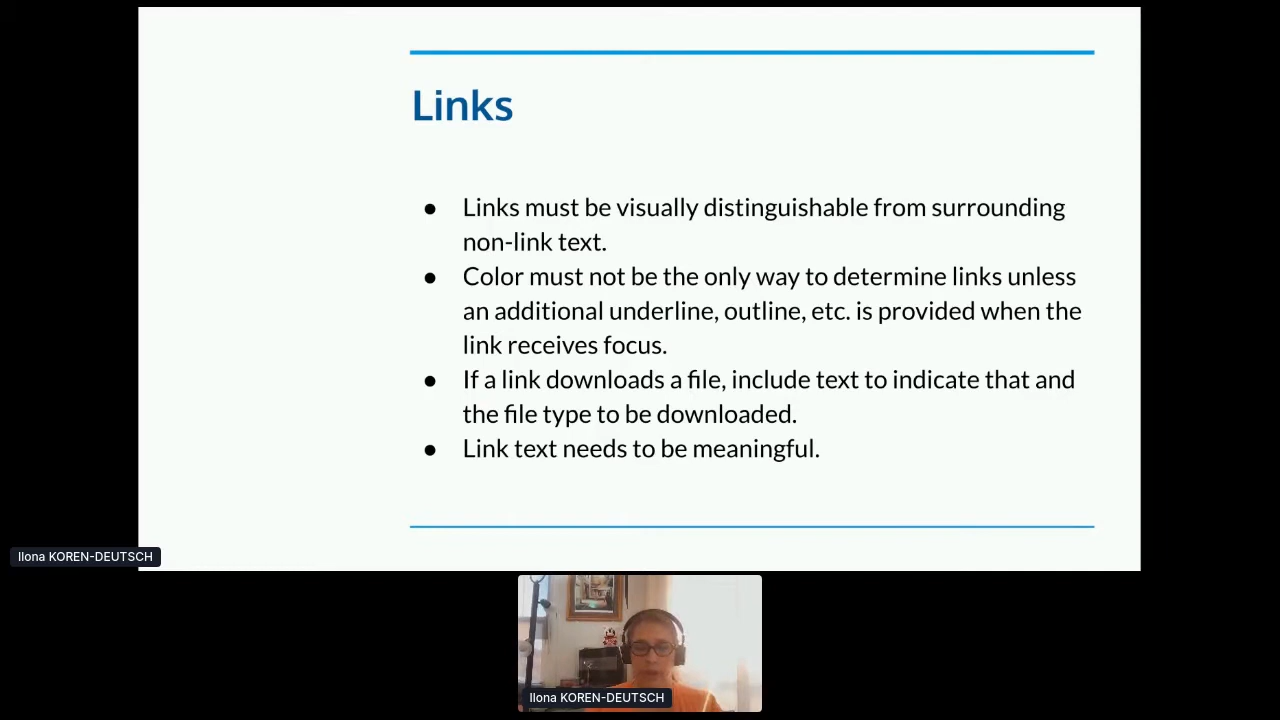 Links
● Links must be visually distinguishable from surrounding
non-link text.
● Color must not be the only way to determine links unless
an additional underline, outline, etc. is provided when the
link receives focus.
● If a link downloads a file, include text to indicate that and
the file type to be downloaded.
● Link text needs to be meaningful.
Ilona KOREN-DEUTSCH
Ilona KOREN-DEUTSCH